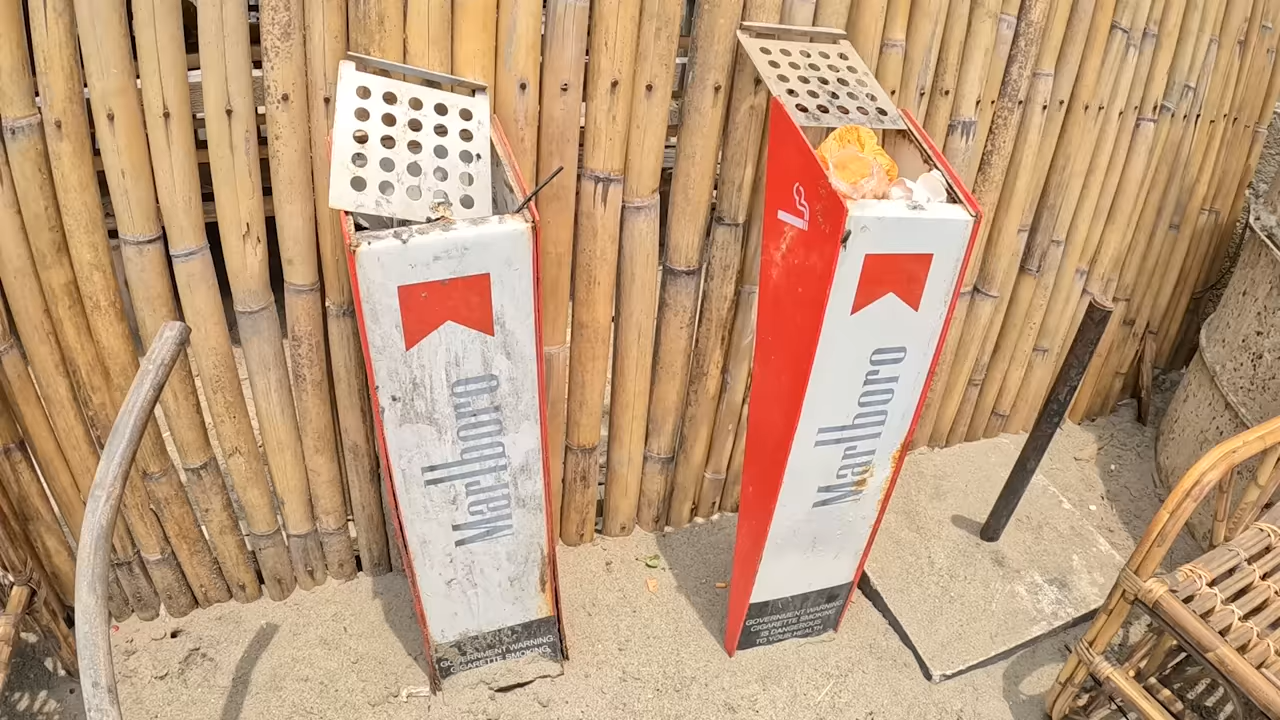 Marlboro
GOVERNMENT WARNING:
CIGARETTE SMOKING
Marlboro
GOVERNMENT WARNING:
CIGARETTE SMOKING
IS DANGEROUS
TO YOUR HEALTH